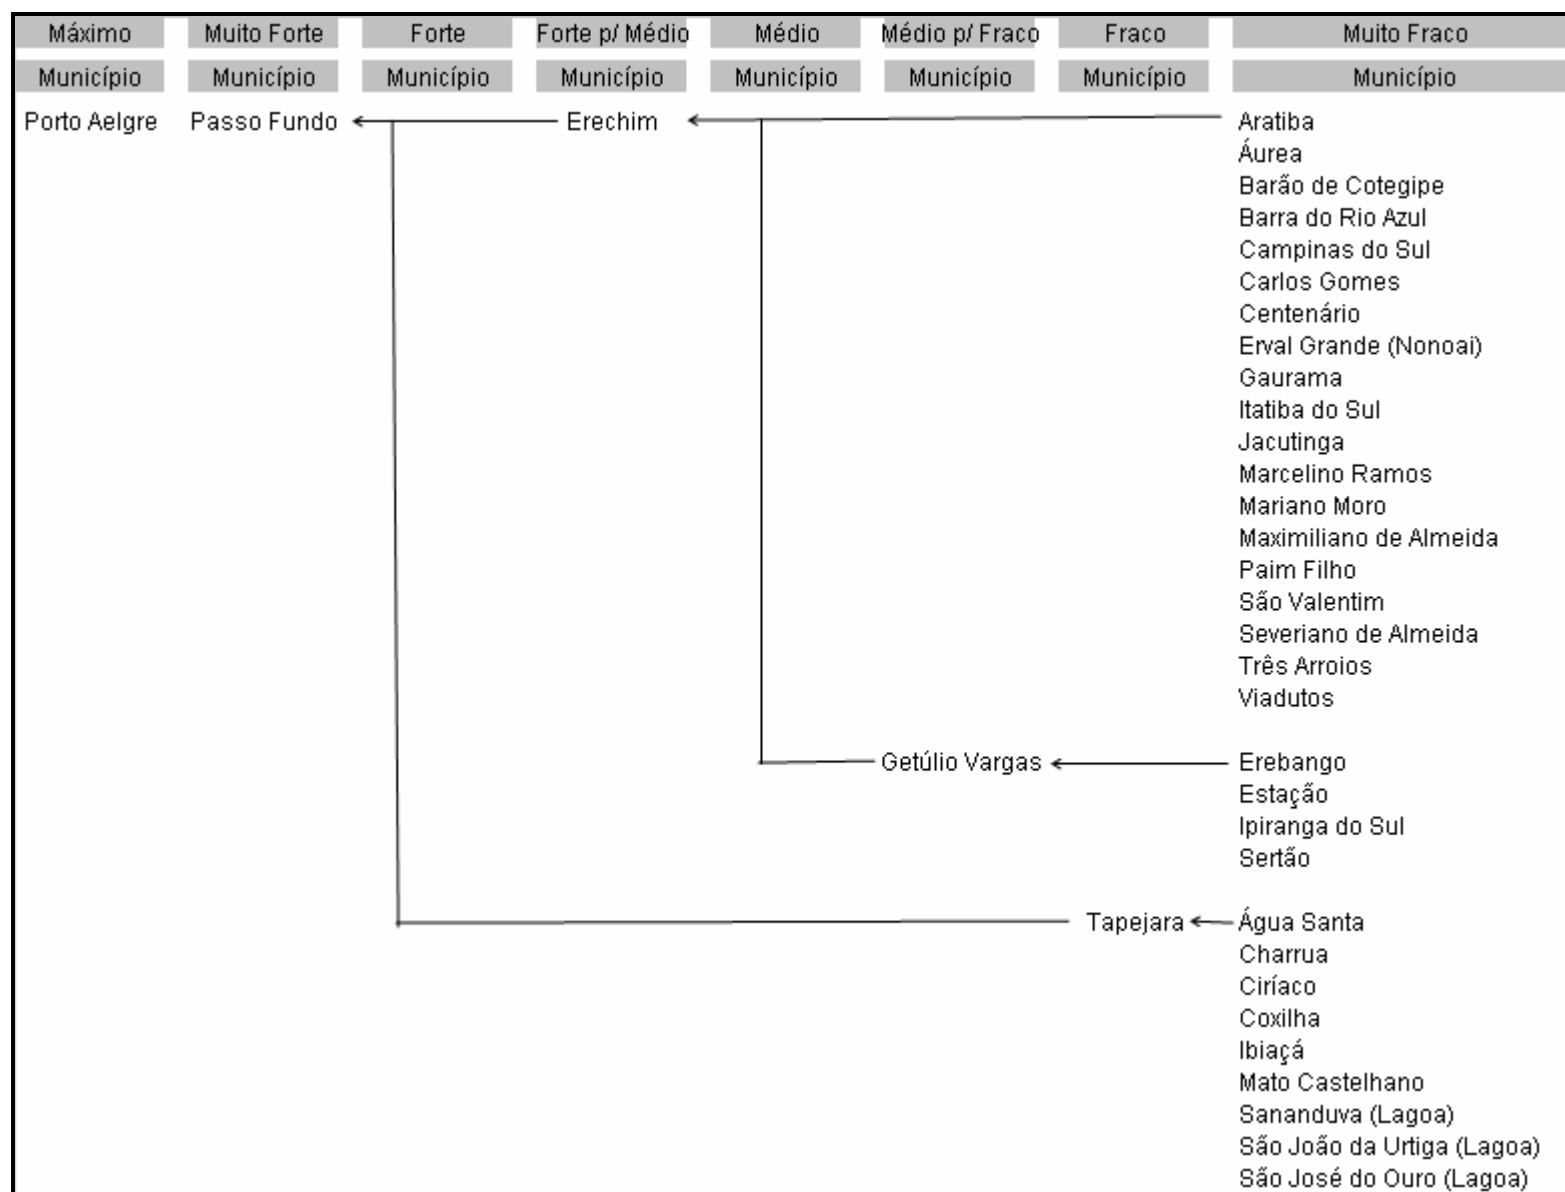 Máximo Muito Forte Forte Forte p/ Médio Médio Médio p/ Fraco Fraco Muito Fraco
Município Município Município Município Município Município Município Município
Porto Aelgre Passo Fundo Erechim Aratiba
Áurea
Barão de Cotegipe
Barra do Rio Azul
Campinas do Sul
Carlos Gomes
Centenário
Erval Grande (Nonoai)
Gaurama
Itatiba do Sul
Jacutinga
Marcelino Ramos
Mariano Moro
Maximiliano de Almeida
Paim Filho
São Valentim
Severiano de Almeida
Três Arroios
Viadutos
Getúlio Vargas Erebango
Estação
Ipiranga do Sul
Sertão
Tapejara Água Santa
Charrua
Ciríaco
Coxilha
Ibiaçá
Mato Castelhano
Sananduva (Lagoa)
São João da Urtiga (Lagoa)
São José do Ouro (Lagoa)